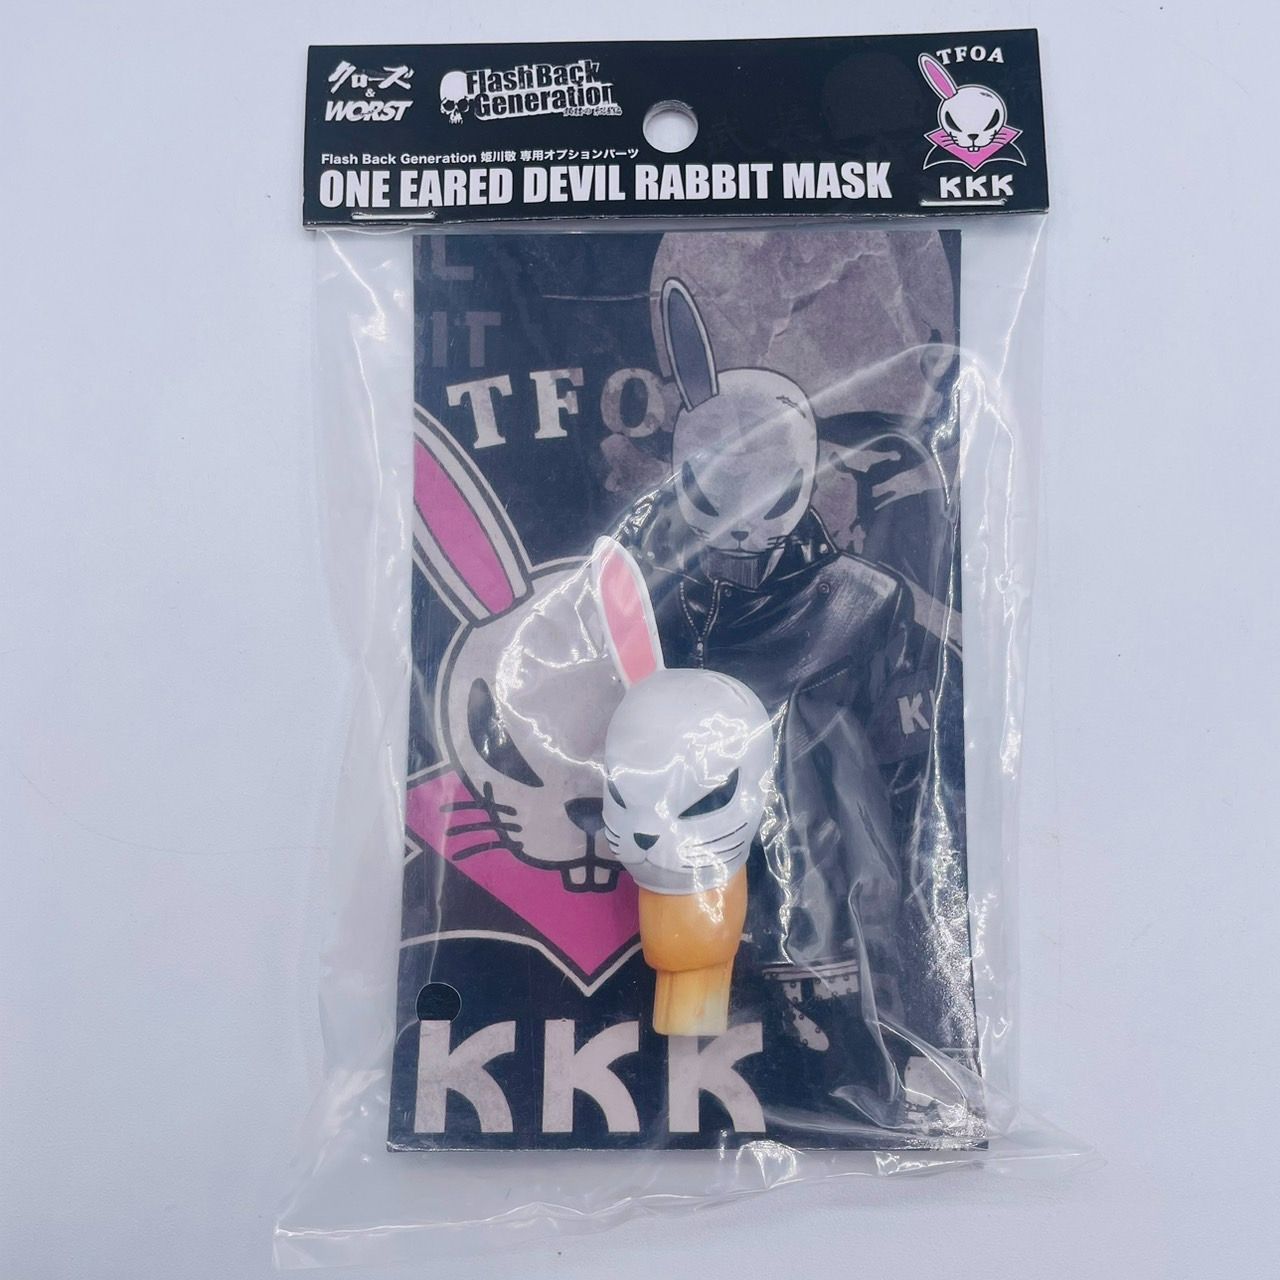 クローズ
&
WORST
FlashBack
Generation
Flash Back Generation 姫川敬 専用オプションパーツ
ONE EARED DEVIL RABBIT MASK
TFOA
KKK
IT
TFO
KKK